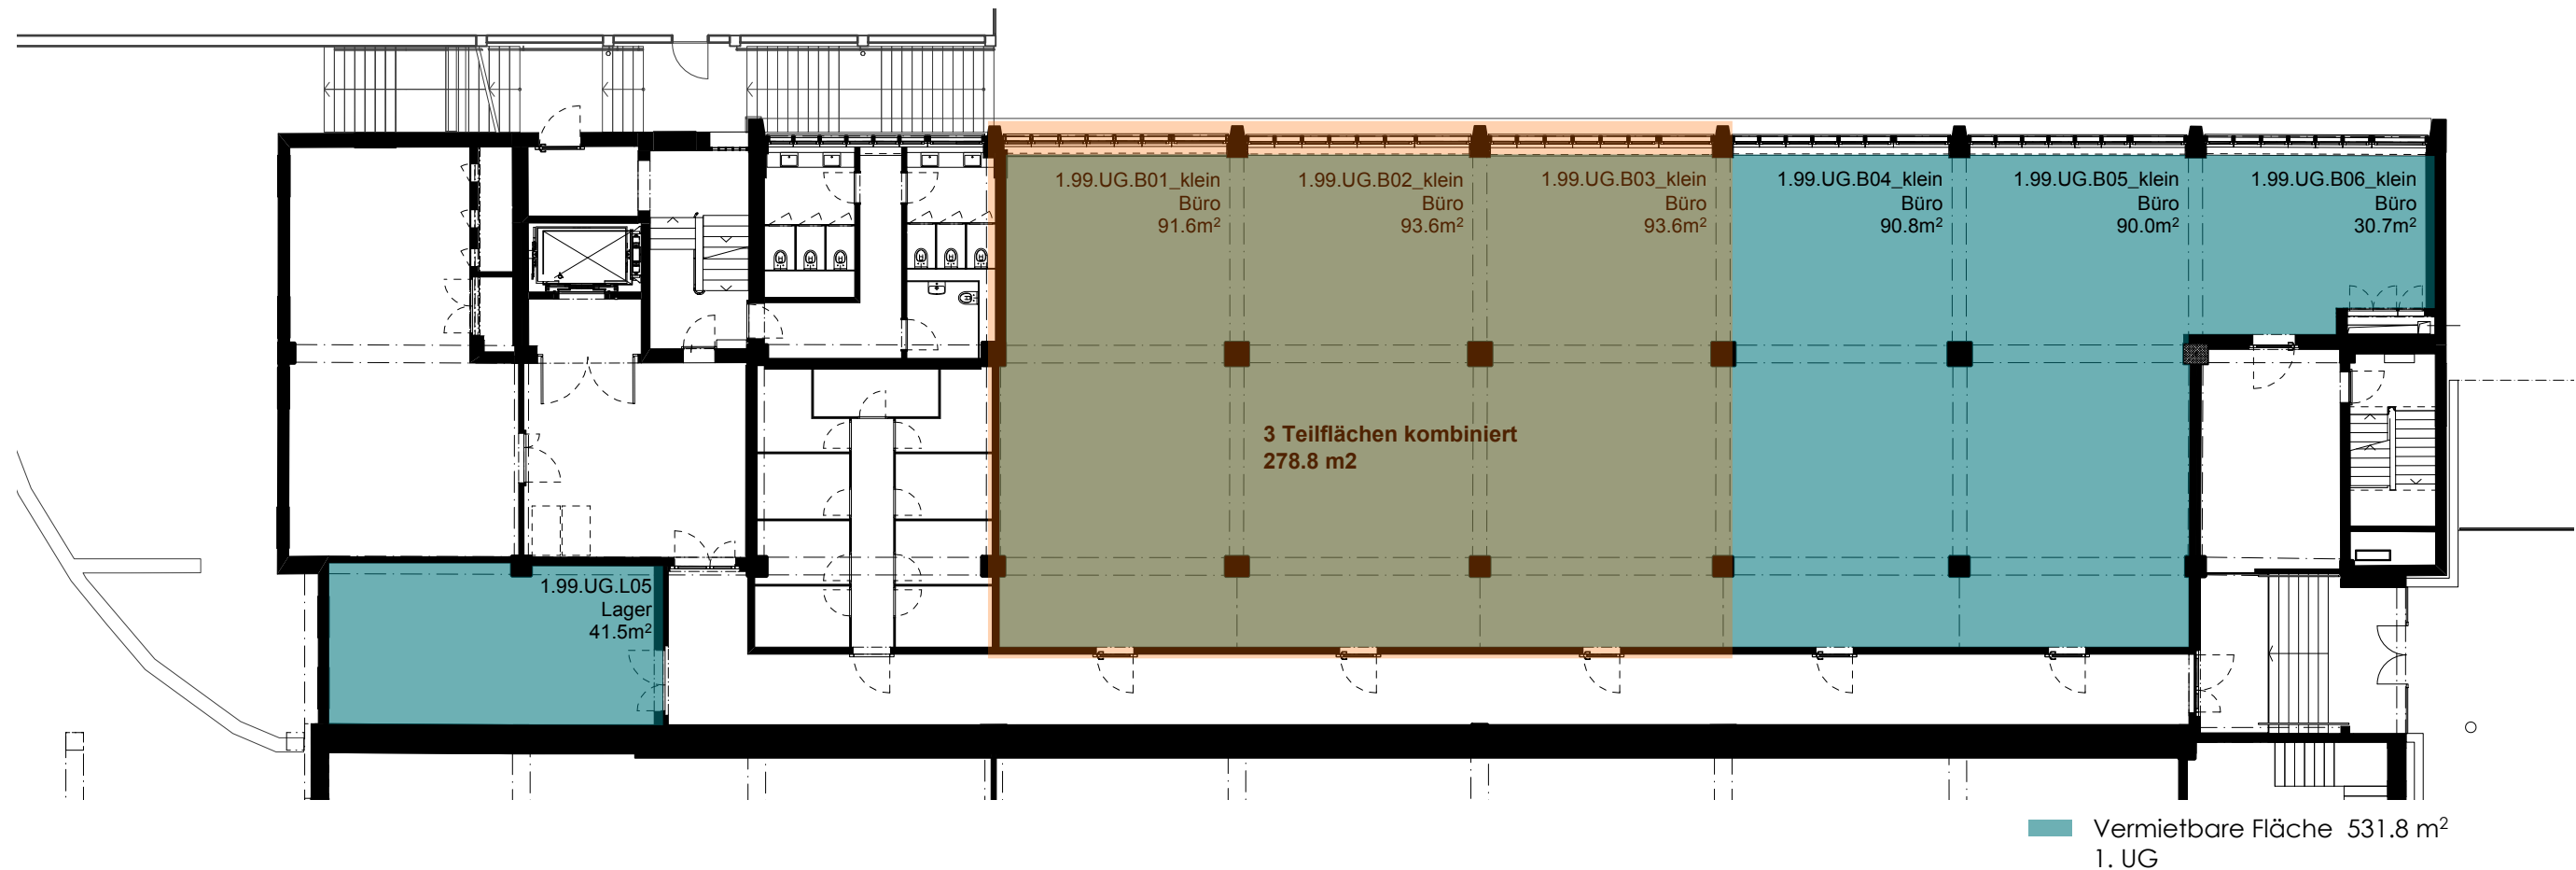 1.99.UG.B01_klein
Büro
91.6m²
1.99.UG.B02_klein
Büro
93.6m²
1.99.UG.B03_klein
Büro
93.6m²
1.99.UG.B04_klein
Büro
90.8m²
1.99.UG.B05_klein
Büro
90.0m²
1.99.UG.B06_klein
Büro
30.7m²
3 Teilflächen kombiniert
278.8 m2
1.99.UG.L05
Lager
41.5m²
Vermietbare Fläche 531.8 m²
1. UG